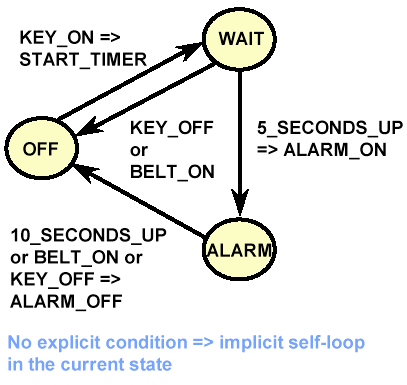 KEY_ON =>
START_TIMER
WAIT
OFF
KEY_OFF
or
BELT_ON
5_SECONDS_UP
=> ALARM_ON
10_SECONDS_UP
or BELT_ON or
KEY_OFF =>
ALARM_OFF
ALARM
No explicit condition => implicit self-loop
in the current state